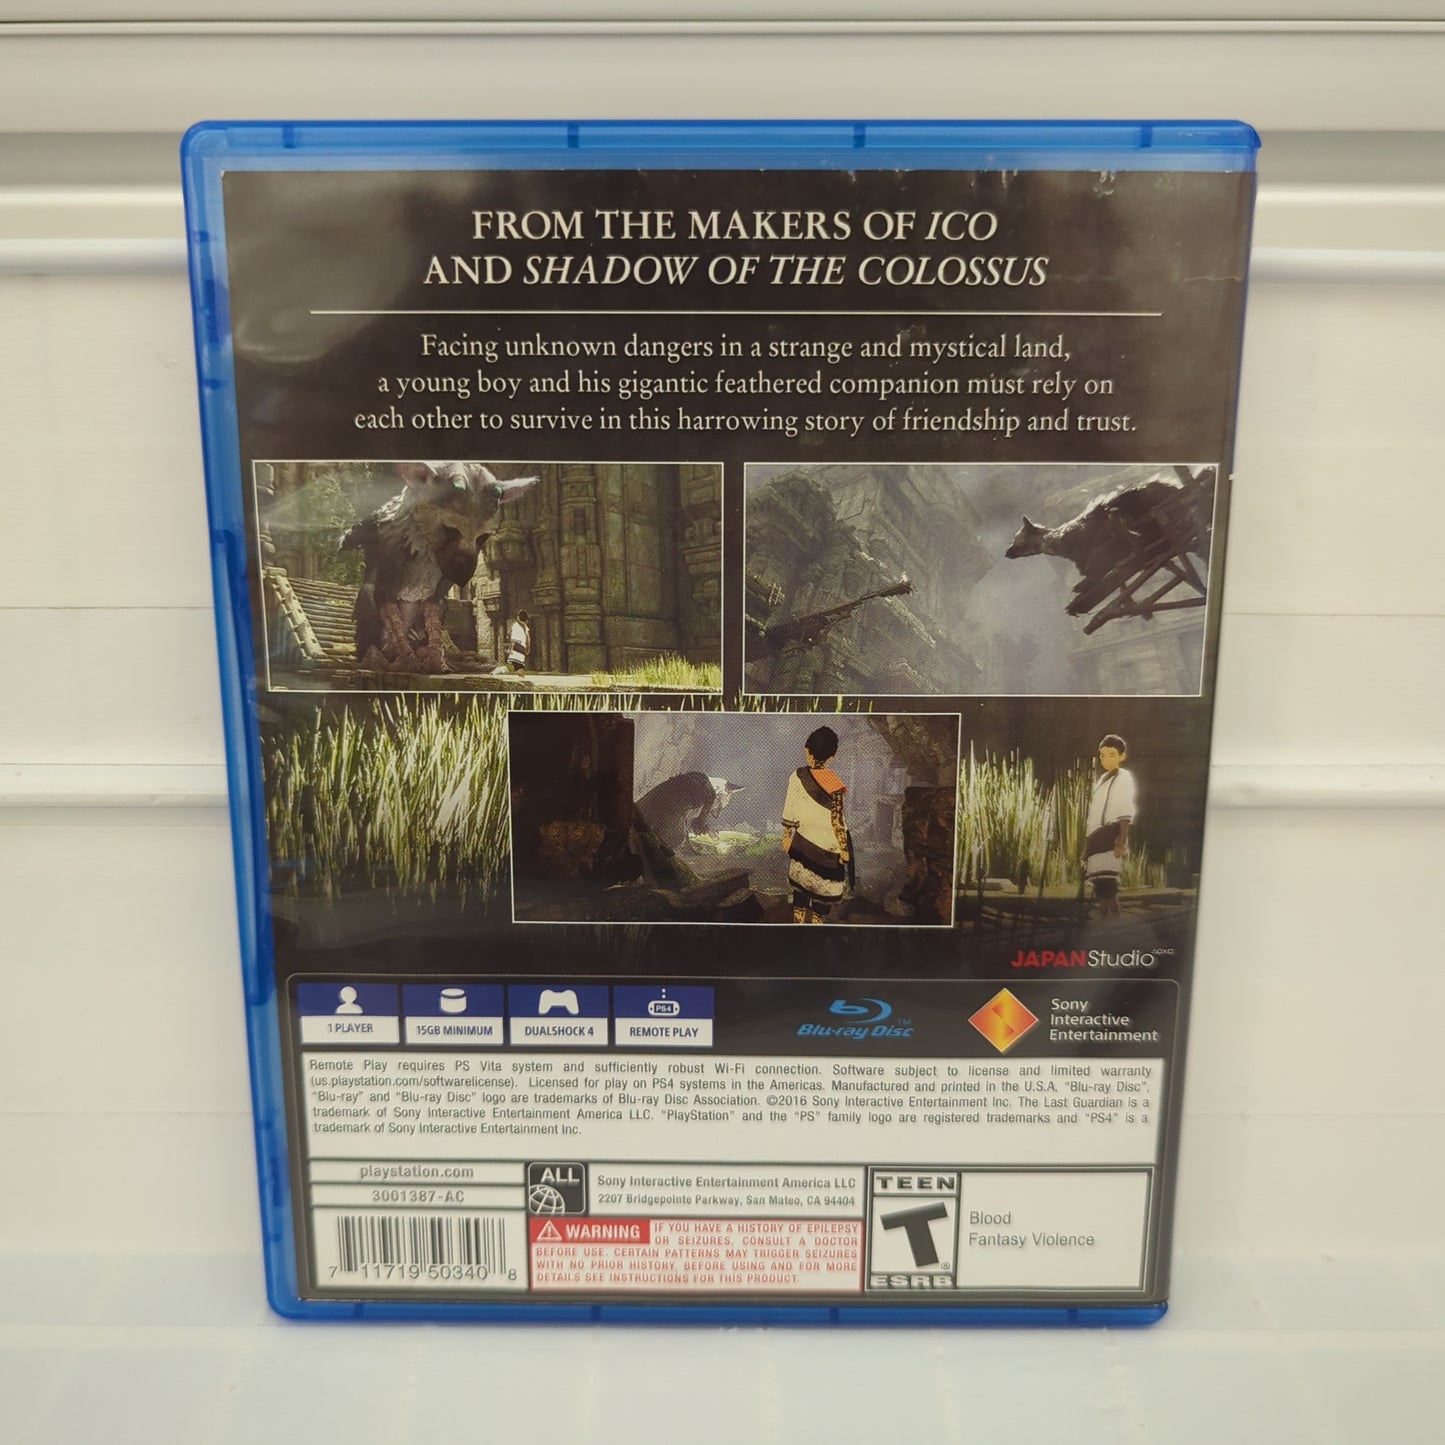 FROM THE MAKERS OF ICO
AND SHADOW OF THE COLOSSUS
Facing unknown dangers in a strange and mystical land,
a young boy and his gigantic feathered companion must rely on
each other to survive in this harrowing story of friendship and trust.
JAPANStudio
1 PLAYER
15GB MINIMUM
DUALSHOCK 4
PS4
REMOTE PLAY
Blu-ray Disc™
Sony
Interactive
Entertainment
Remote Play requires PS Vita system and sufficiently robust Wi-Fi connection. Software subject to license and limited warranty
(us.playstation.com/softwarelicense). Licensed for play on PS4 systems in the Americas. Manufactured and printed in the U.S.A. “Blu-ray Disc”,
“Blu-ray” and “Blu-ray Disc” logo are trademarks of Blu-ray Disc Association. ©2016 Sony Interactive Entertainment Inc. The Last Guardian is a
trademark of Sony Interactive Entertainment America LLC. “PlayStation” and the “PS” family logo are registered trademarks and “PS4” is a
trademark of Sony Interactive Entertainment Inc.
playstation.com
3001387-AC
7 11719 50340 8
ALL
Sony Interactive Entertainment America LLC
2207 Bridgepointe Parkway, San Mateo, CA 94404
WARNING IF YOU HAVE A HISTORY OF EPILEPSY
OR SEIZURES, CONSULT A DOCTOR
BEFORE USE. CERTAIN PATTERNS MAY TRIGGER SEIZURES
WITH NO PRIOR HISTORY. BEFORE USING AND FOR MORE
DETAILS SEE INSTRUCTIONS FOR THIS PRODUCT.
TEEN
T®
ESRB
Blood
Fantasy Violence